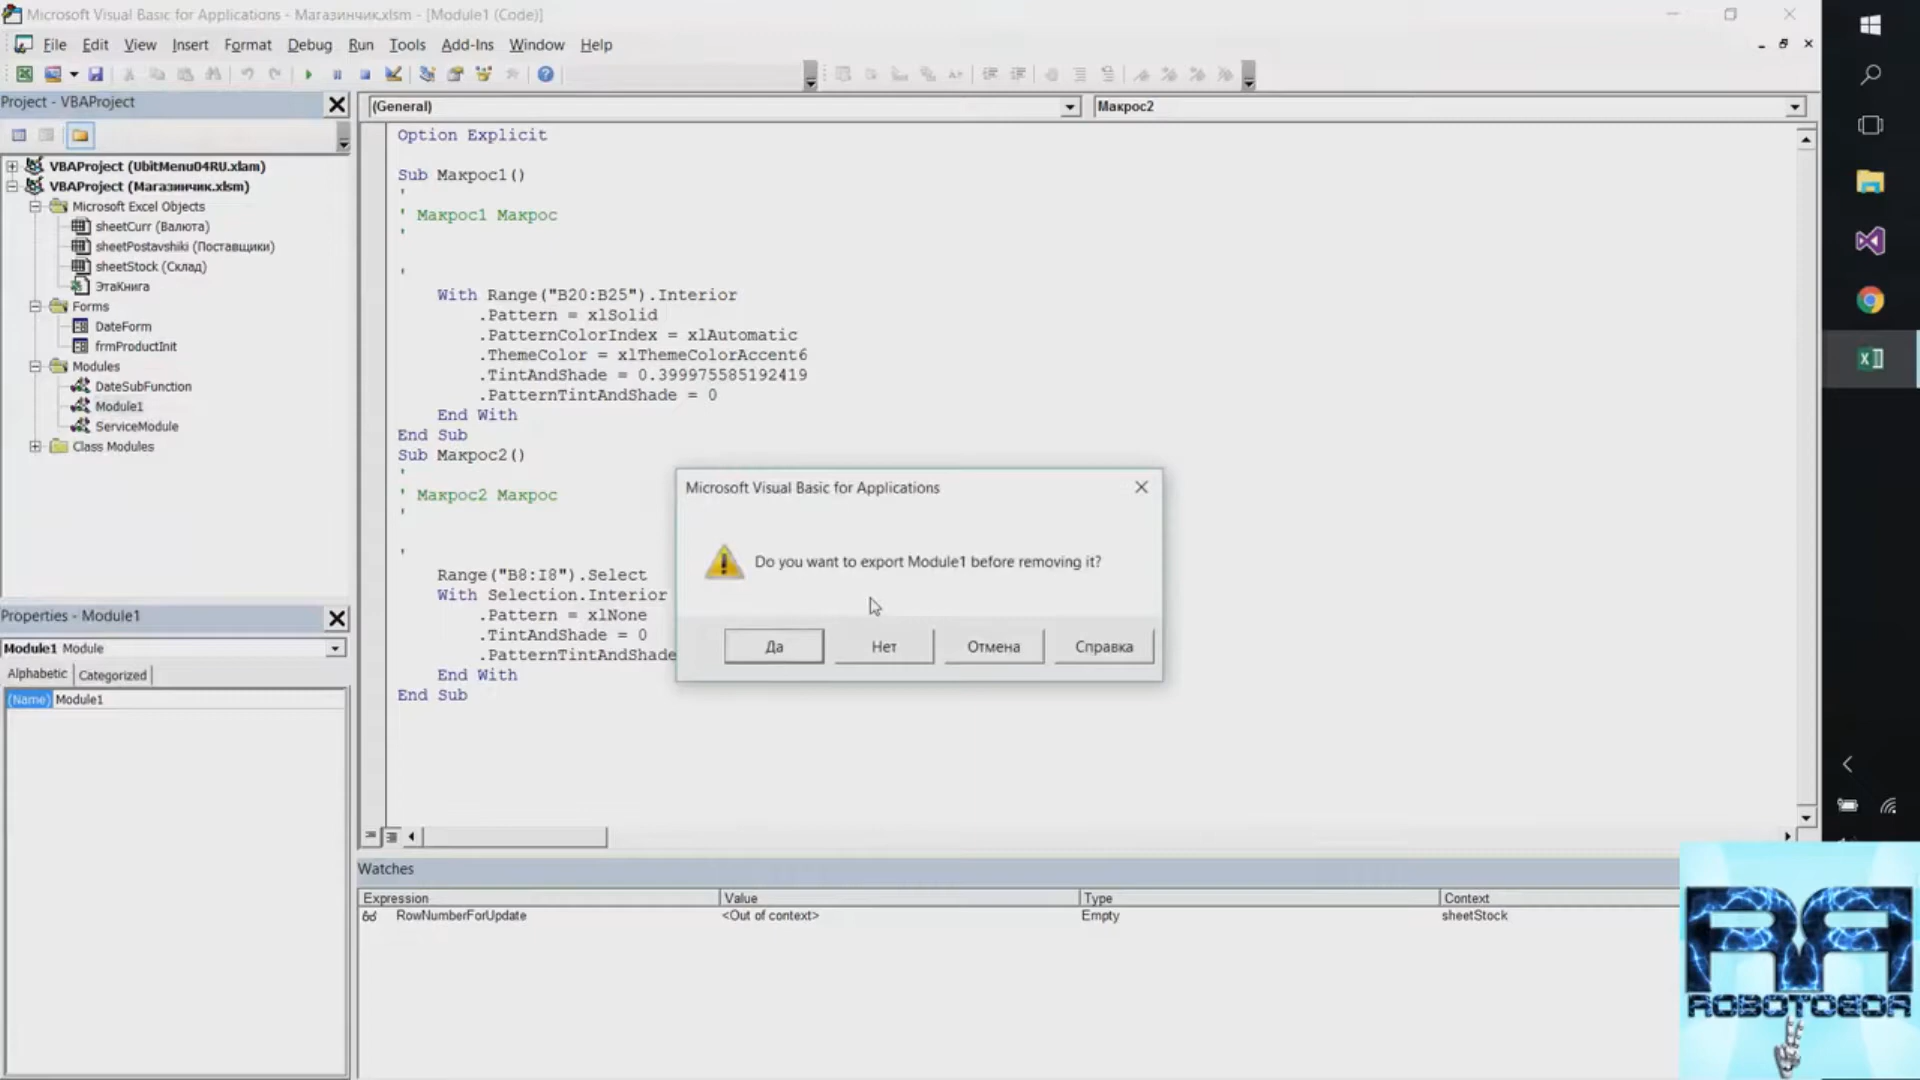 Microsoft Visual Basic for Applications - Магазинчик.xlsm - [Module1 (Code)]
File Edit View Insert Format Debug Run Tools Add-Ins Window Help
Project - VBAProject
VBAProject (UbitMenu04RU.xlam)
VBAProject (Магазинчик.xlsm)
Microsoft Excel Objects
sheetCurr (Валюта)
sheetPostavshiki (Поставщики)
sheetStock (Склад)
ЭтаКнига
Forms
DateForm
frmProductInit
Modules
DateSubFunction
Module1
ServiceModule
Class Modules
Properties - Module1
Module1 Module
Alphabetic Categorized
(Name) Module1
(General) Макрос2
Option Explicit
Sub Макрос1()
'
' Макрос1 Макрос
'
'
With Range("B20:B25").Interior
.Pattern = xlSolid
.PatternColorIndex = xlAutomatic
.ThemeColor = xlThemeColorAccent6
.TintAndShade = 0.399975585192419
.PatternTintAndShade = 0
End With
End Sub
Sub Макрос2()
'
' Макрос2 Макрос
'
'
Range("B8:I8").Select
With Selection.Interior
.Pattern = xlNone
.TintAndShade = 0
.PatternTintAndShade
End With
End Sub
Microsoft Visual Basic for Applications
Do you want to export Module1 before removing it?
Да Нет Отмена Справка
Watches
Expression Value Type Context
RowNumberForUpdate <Out of context> Empty sheetStock